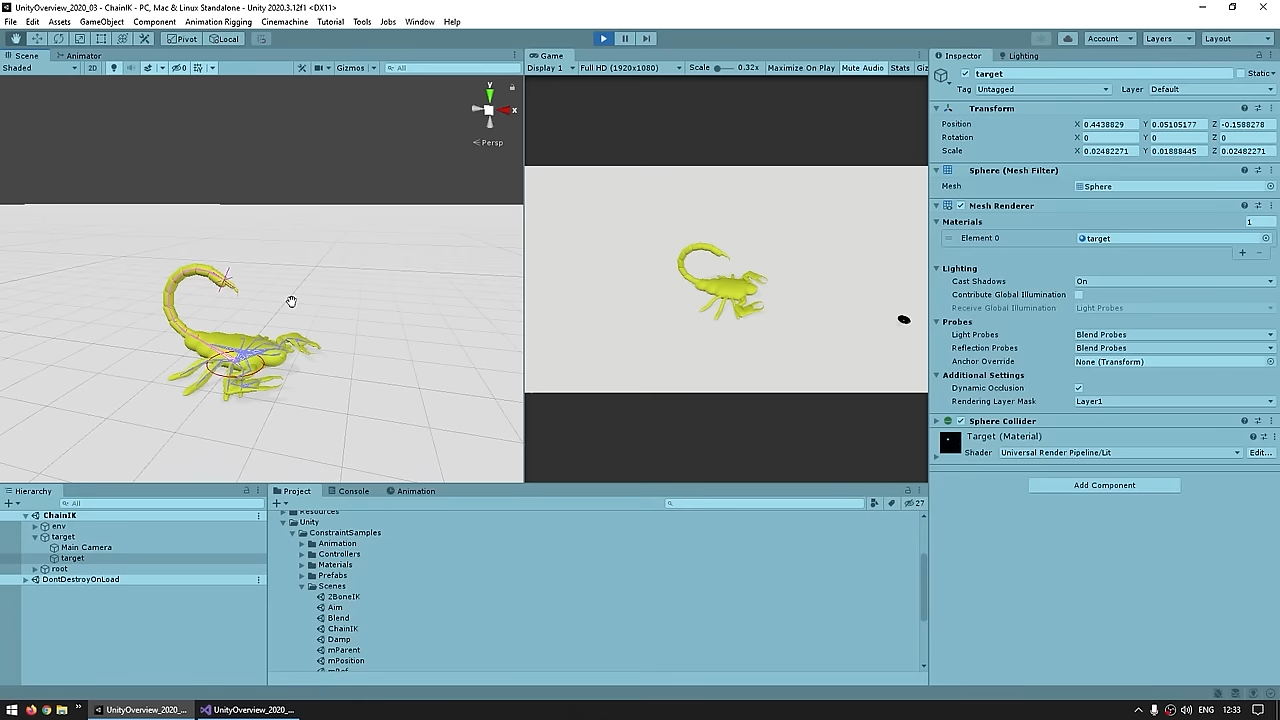 UnityOverview_2020_03 - ChainIK - PC, Mac & Linux Standalone - Unity 2020.3.12f1 <DX11>
File Edit Assets GameObject Component Animation Rigging Cinemachine Tutorial Tools Jobs Window Help
Pivot Local Account Layers Layout
Scene Animator
Shaded 2D 0 Gizmos All
y
x
Persp
Game
Display 1 Full HD (1920x1080) Scale 0.32x Maximize On Play Mute Audio Stats Giz
Inspector Lighting
target Static
Tag Untagged Layer Default
Transform
Position X 0.4438829 Y 0.05105177 Z -0.1588278
Rotation X 0 Y 0 Z 0
Scale X 0.02482271 Y 0.01888445 Z 0.02482271
Sphere (Mesh Filter)
Mesh Sphere
Mesh Renderer
Materials 1
Element 0 target
Lighting
Cast Shadows On
Contribute Global Illumination
Receive Global Illumination Light Probes
Probes
Light Probes Blend Probes
Reflection Probes Blend Probes
Anchor Override None (Transform)
Additional Settings
Dynamic Occlusion
Rendering Layer Mask Layer1
Sphere Collider
Target (Material)
Shader Universal Render Pipeline/Lit Edit...
Add Component
Hierarchy
All
ChainIK
env
target
Main Camera
target
root
DontDestroyOnLoad
Project Console Animation
27
Resources
Unity
ConstraintSamples
Animation
Controllers
Materials
Prefabs
Scenes
2BoneIK
Aim
Blend
ChainIK
Damp
mParent
mPosition
mRef
UnityOverview_2020_... UnityOverview_2020_... ENG 12:33